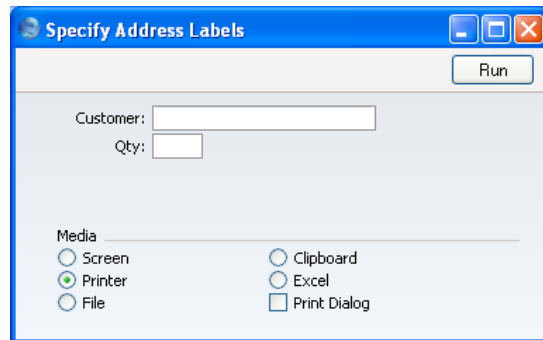 Specify Address Labels
Run
Customer:
Qty:
Media
Screen
Clipboard
Printer
Excel
File
Print Dialog